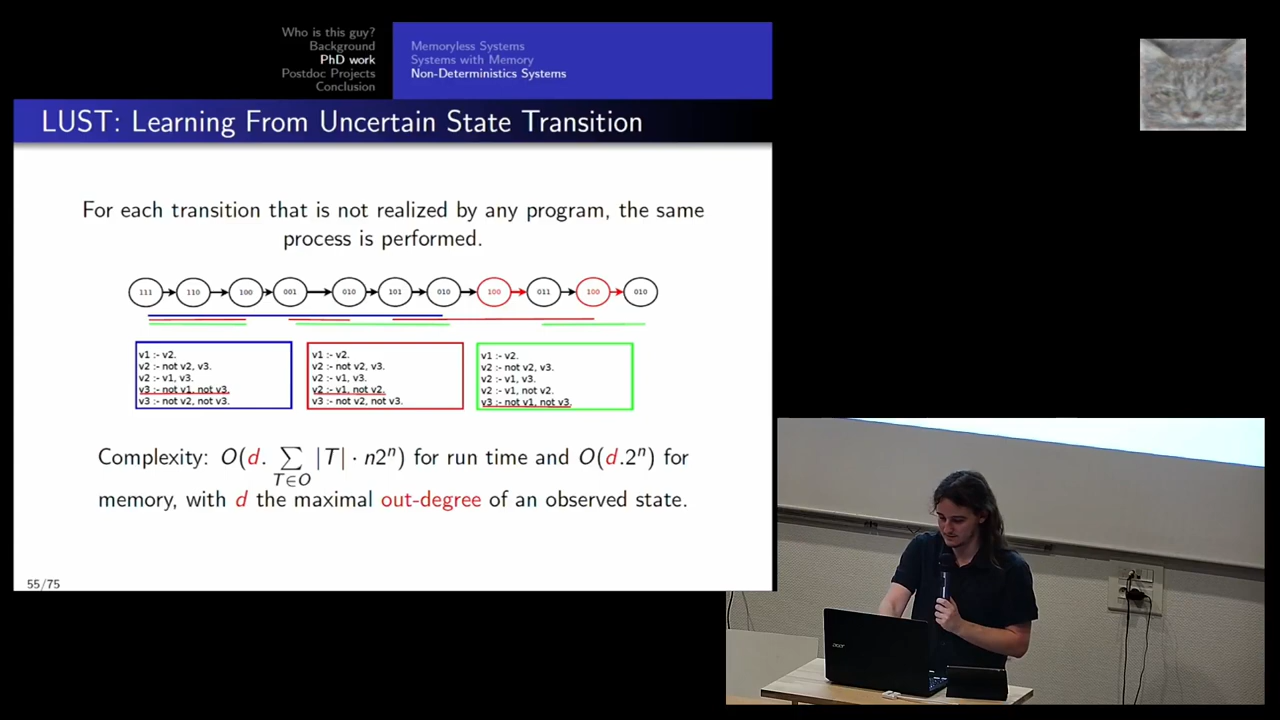 Who is this guy?
Background
PhD work
Postdoc Projects
Conclusion
Memoryless Systems
Systems with Memory
Non-Deterministics Systems
LUST: Learning From Uncertain State Transition
For each transition that is not realized by any program, the same
process is performed.
111 110 100 001 010 101 010 100 011 100 010
v1 :- v2.
v2 :- not v2, v3.
v2 :- v1, v3.
v3 :- not v1, not v3.
v3 :- not v2, not v3.
v1 :- v2.
v2 :- not v2, v3.
v2 :- v1, v3.
v2 :- v1, not v2.
v3 :- not v2, not v3.
v1 :- v2.
v2 :- not v2, v3.
v2 :- v1, v3.
v2 :- v1, not v2.
v3 :- not v1, not v3.
Complexity: O(d. ∑ T∈O |T| · n2ⁿ) for run time and O(d.2ⁿ) for
memory, with d the maximal out-degree of an observed state.
55/75
acer